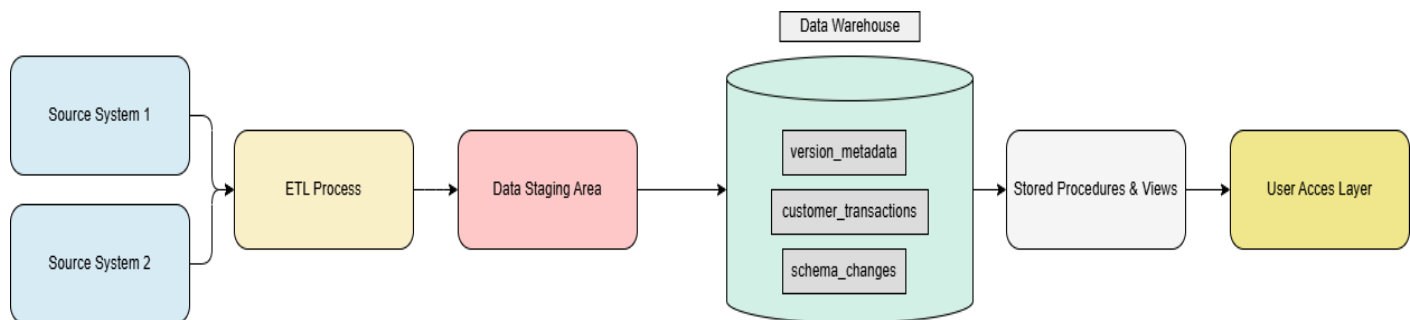 Data Warehouse
Source System 1
Source System 2
ETL Process
Data Staging Area
version_metadata
customer_transactions
schema_changes
Stored Procedures & Views
User Acces Layer